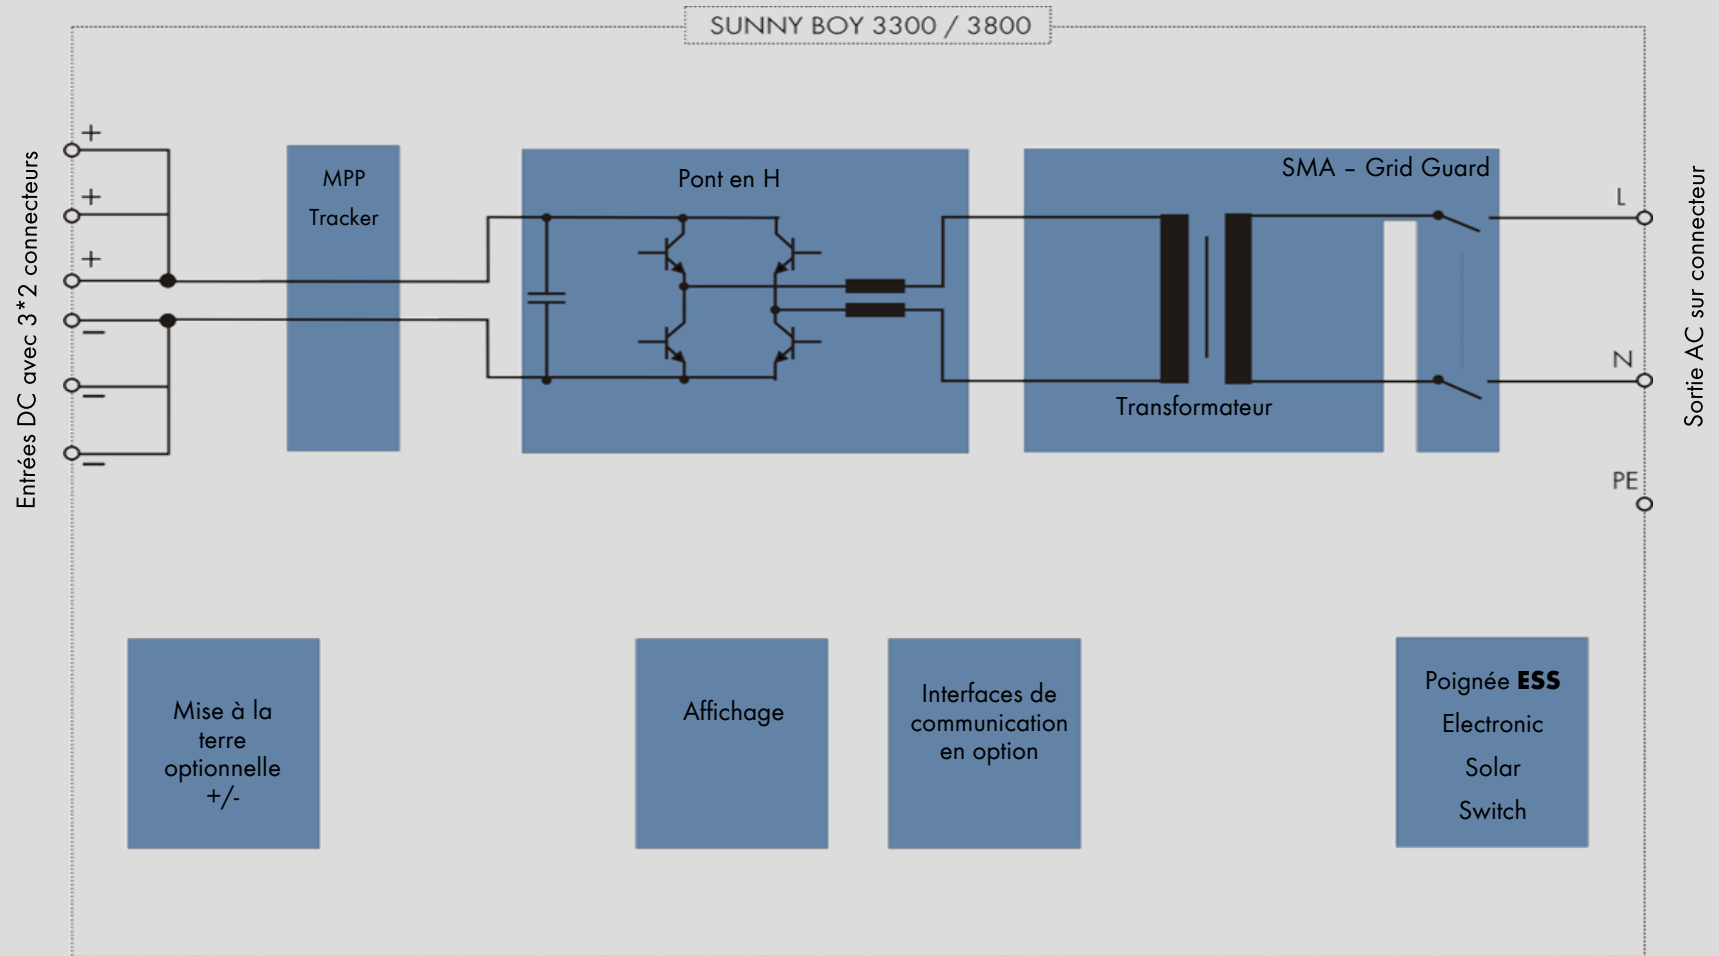 SUNNY BOY 3300 / 3800
Entrées DC avec 3*2 connecteurs
+
+
+
−
−
−
MPP
Tracker
Pont en H
SMA – Grid Guard
Transformateur
L
N
PE
Sortie AC sur connecteur
Mise à la
terre
optionnelle
+/-
Affichage
Interfaces de
communication
en option
Poignée ESS
Electronic
Solar
Switch